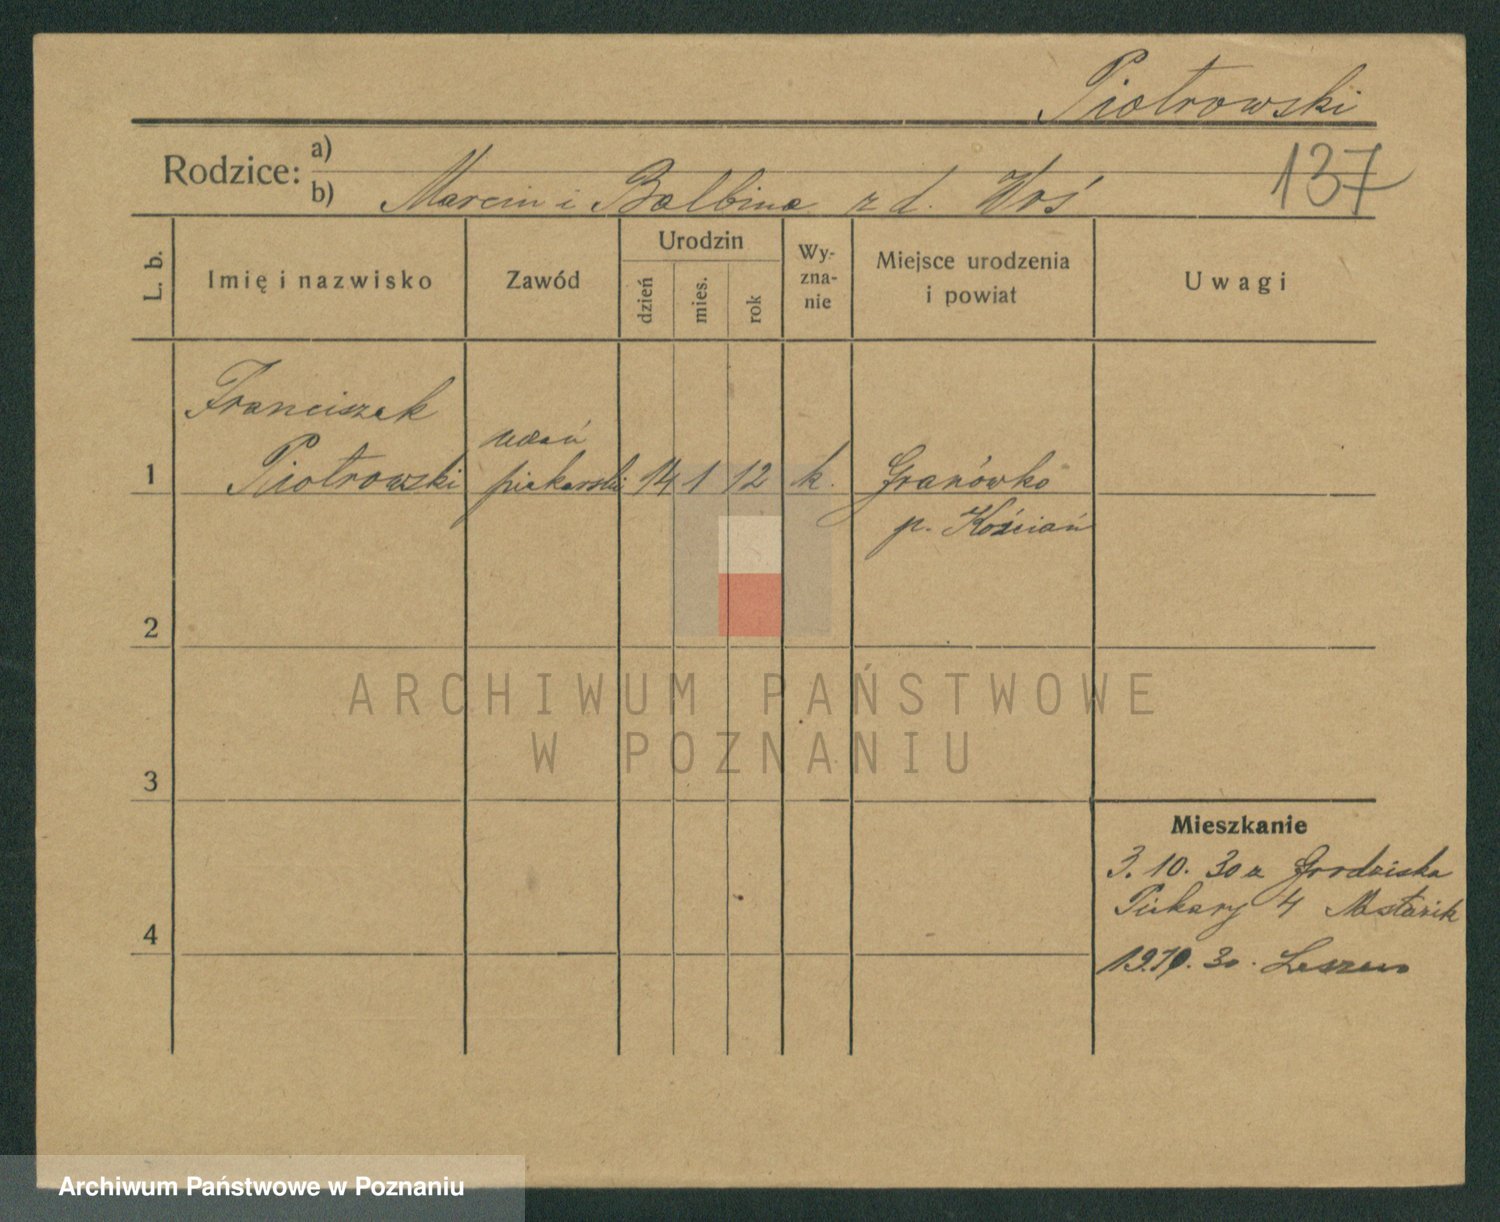 Piotrowski
137
Rodzice: a)
b) Marcin i Balbina z d. Woś
L. b.
Imię i nazwisko
Zawód
Urodzin
dzień
mies.
rok
Wy-
zna-
nie
Miejsce urodzenia
i powiat
Uwagi
Franciszek
uczeń
1 Piotrowski piekarski 14 1 12 k. Granówko
p. Kościan
2
ARCHIWUM PAŃSTWOWE
W POZNANIU
3
Mieszkanie
3. 10. 30 z Grodziska
Piekary 4
4
19.10. 30. Leszno
Archiwum Państwowe w Poznaniu